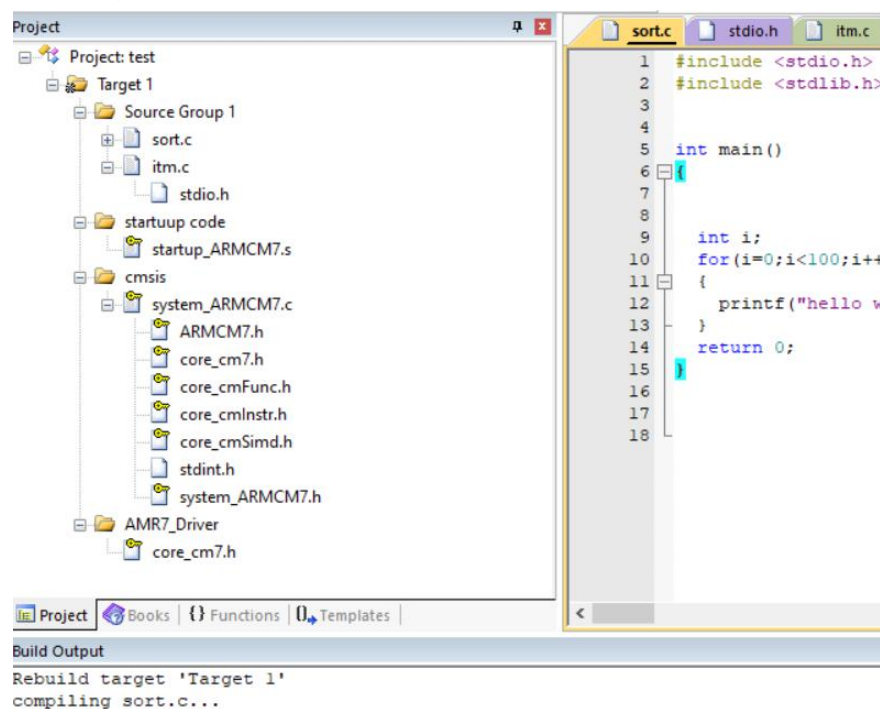 Project
Project: test
Target 1
Source Group 1
sort.c
itm.c
stdio.h
startuup code
startup_ARMCM7.s
cmsis
system_ARMCM7.c
ARMCM7.h
core_cm7.h
core_cmFunc.h
core_cmInstr.h
core_cmSimd.h
stdint.h
system_ARMCM7.h
AMR7_Driver
core_cm7.h
Project Books {} Functions 0 Templates
sort.c stdio.h itm.c
1 #include <stdio.h>
2 #include <stdlib.h>
3
4
5 int main()
6 {
7
8
9 int i;
10 for(i=0;i<100;i++
11 {
12 printf("hello w
13 }
14 return 0;
15 }
16
17
18
Build Output
Rebuild target 'Target 1'
compiling sort.c...